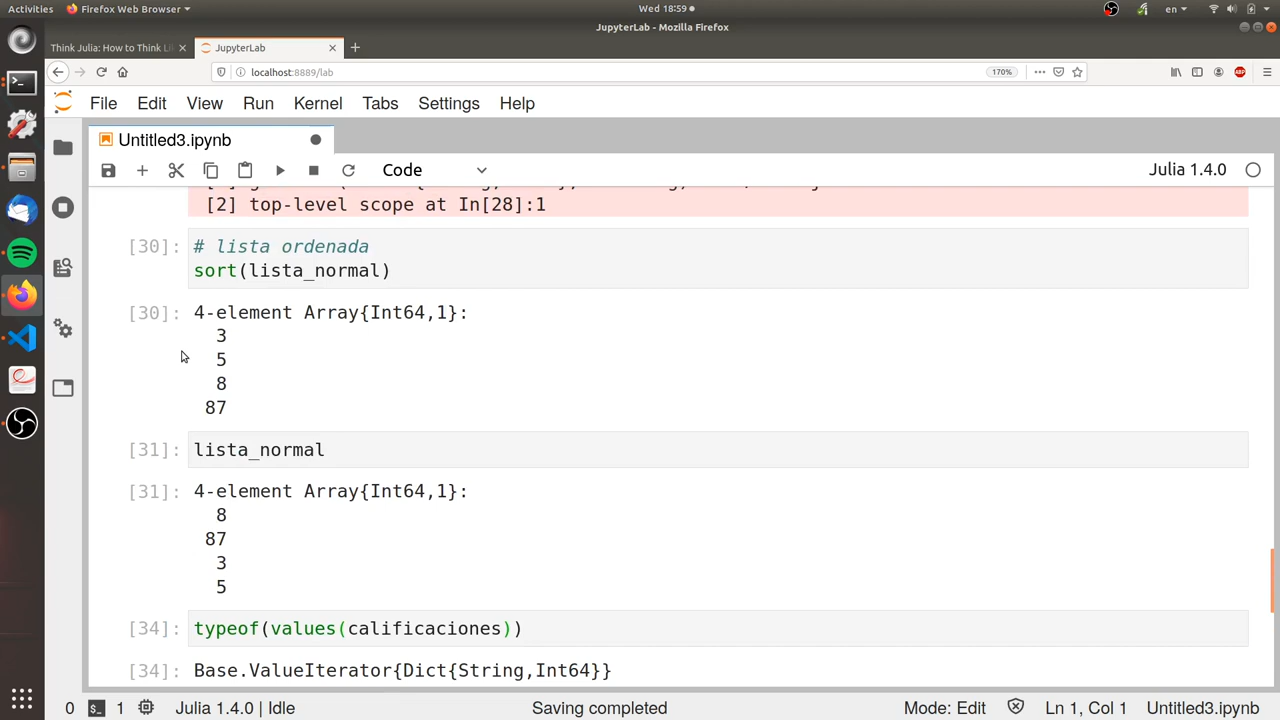 Activities Firefox Web Browser Wed 18:59 en
JupyterLab - Mozilla Firefox
Think Julia: How to Think Li JupyterLab
localhost:8889/lab 170%
File Edit View Run Kernel Tabs Settings Help
Untitled3.ipynb
Code Julia 1.4.0
[2] top-level scope at In[28]:1
[30]: # lista ordenada
sort(lista_normal)
[30]: 4-element Array{Int64,1}:
3
5
8
87
[31]: lista_normal
[31]: 4-element Array{Int64,1}:
8
87
3
5
[34]: typeof(values(calificaciones))
[34]: Base.ValueIterator{Dict{String,Int64}}
0 1 Julia 1.4.0 | Idle Saving completed Mode: Edit Ln 1, Col 1 Untitled3.ipynb